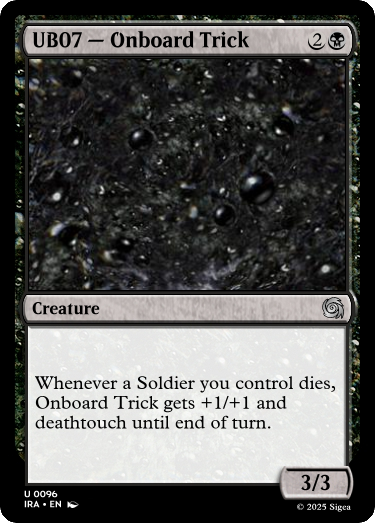 UB07 — Onboard Trick 2
Creature
Whenever a Soldier you control dies,
Onboard Trick gets +1/+1 and
deathtouch until end of turn.
3/3
U 0096
IRA • EN
© 2025 Sigea